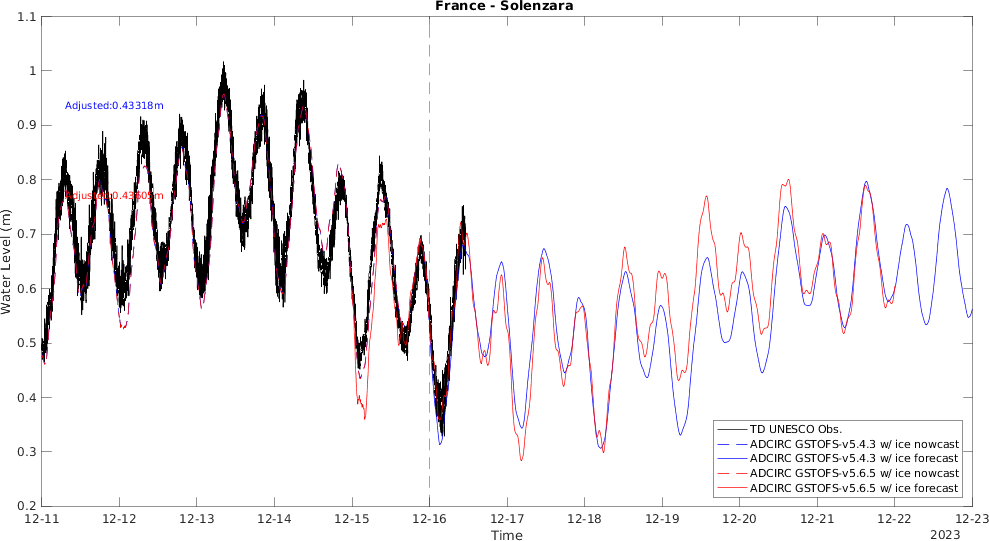 France - Solenzara
Water Level (m)
1.1
1
0.9
0.8
0.7
0.6
0.5
0.4
0.3
0.2
Adjusted:0.43318m
TD UNESCO Obs.
ADCIRC GSTOFS-v5.4.3 w/ ice nowcast
ADCIRC GSTOFS-v5.4.3 w/ ice forecast
ADCIRC GSTOFS-v5.6.5 w/ ice nowcast
ADCIRC GSTOFS-v5.6.5 w/ ice forecast
12-11 12-12 12-13 12-14 12-15 12-16 12-17 12-18 12-19 12-20 12-21 12-22 12-23
Time
2023